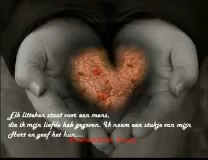 Elk litteken staat voor een mens,
die ik mijn liefde heb gegeven. Ik neem een stukje van mijn
Hart en geef het hun....